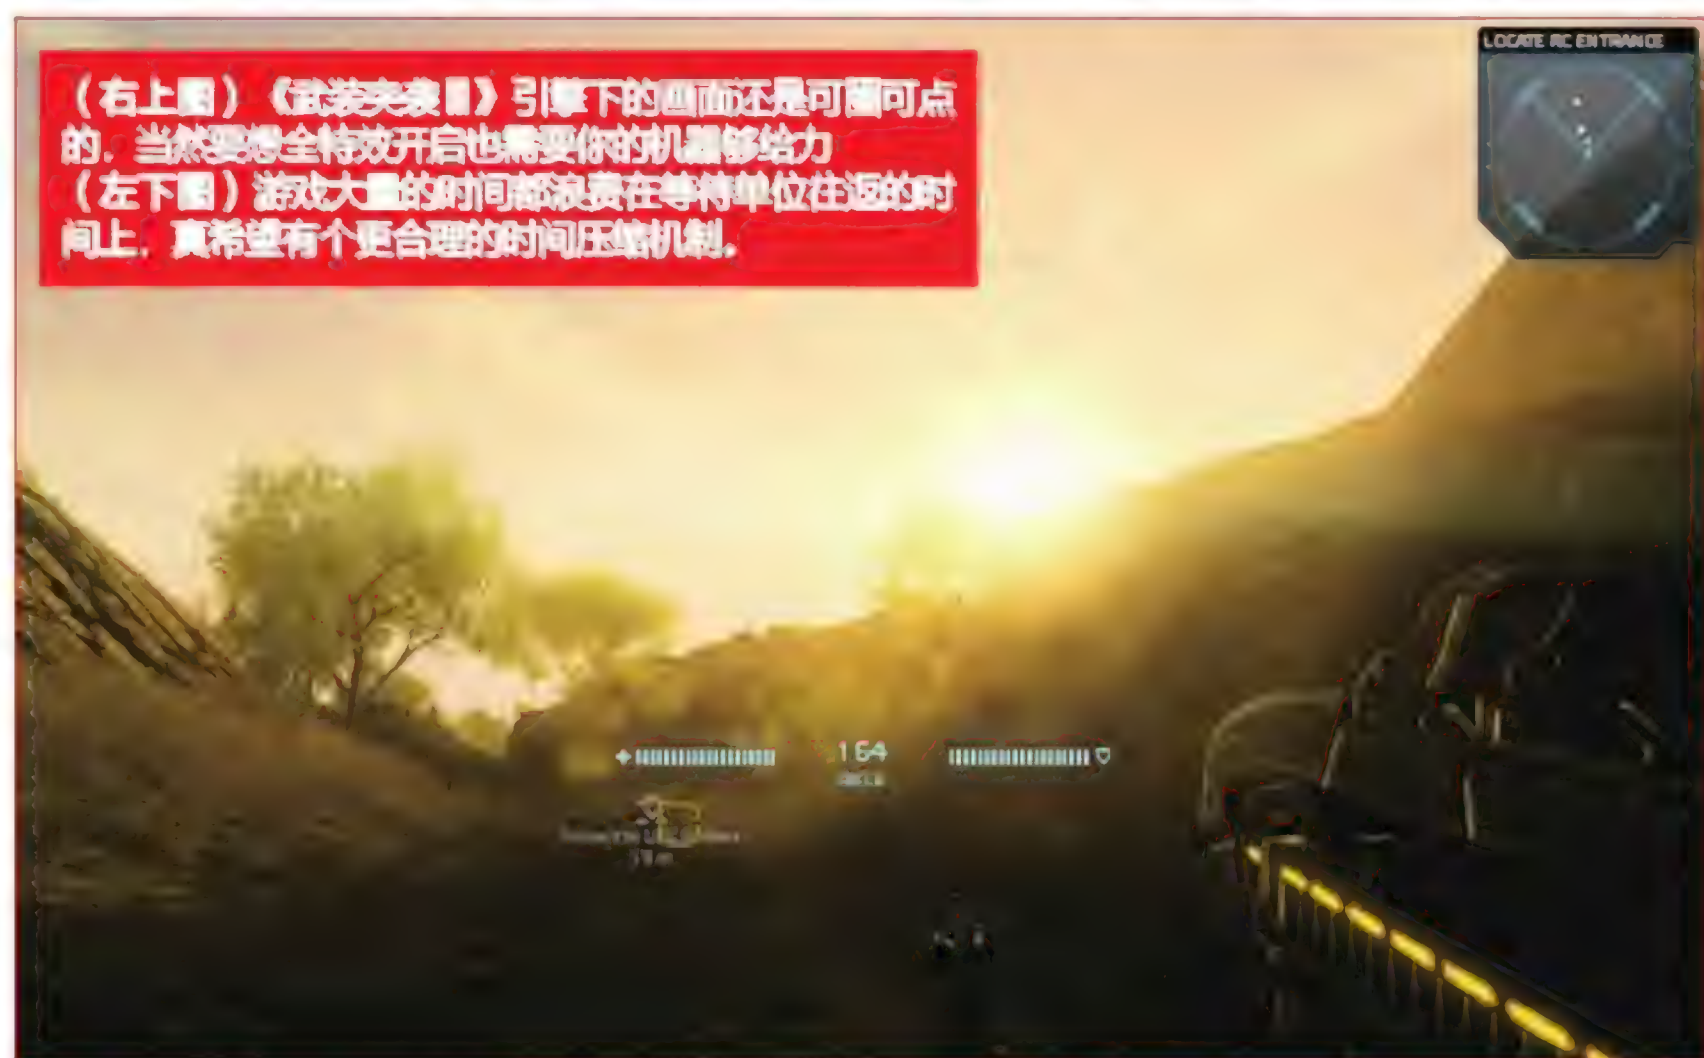 (右上图)《武装突袭Ⅱ》引擎下的画面还是可圈可点
的,当然要想全特效开启也需要你的机器够给力
(左下图)游戏大量的时间都浪费在等待单位往返的时
间上,真希望有个更合理的时间压缩机制。
LOCATE RC ENTRANCE
164